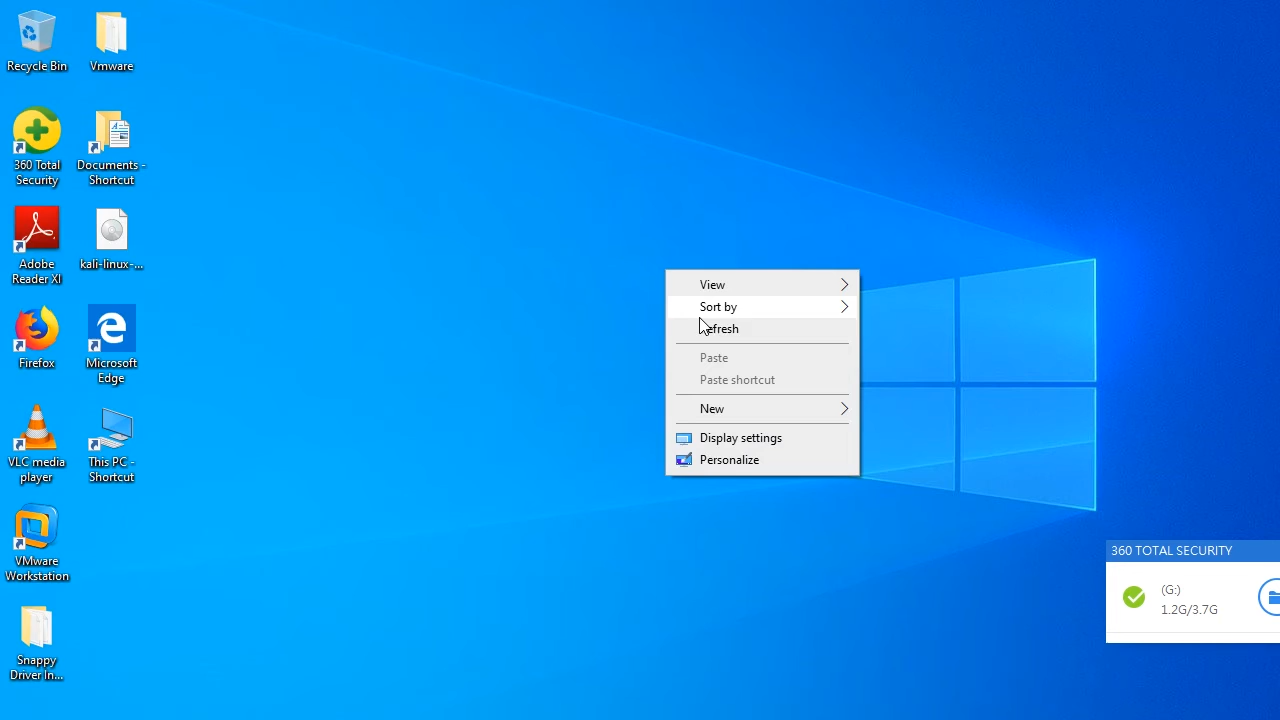 Recycle Bin
Vmware
360 Total
Security
Documents -
Shortcut
Adobe
Reader XI
kali-linux-...
Firefox
Microsoft
Edge
VLC media
player
This PC -
Shortcut
VMware
Workstation
Snappy
Driver In...
View
Sort by
efresh
Paste
Paste shortcut
New
Display settings
Personalize
360 TOTAL SECURITY
(G:)
1.2G/3.7G